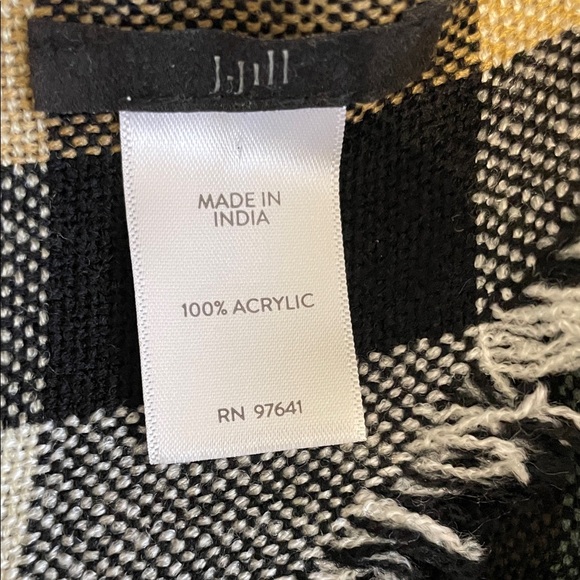 J.Jill
MADE IN
INDIA
100% ACRYLIC
RN 97641